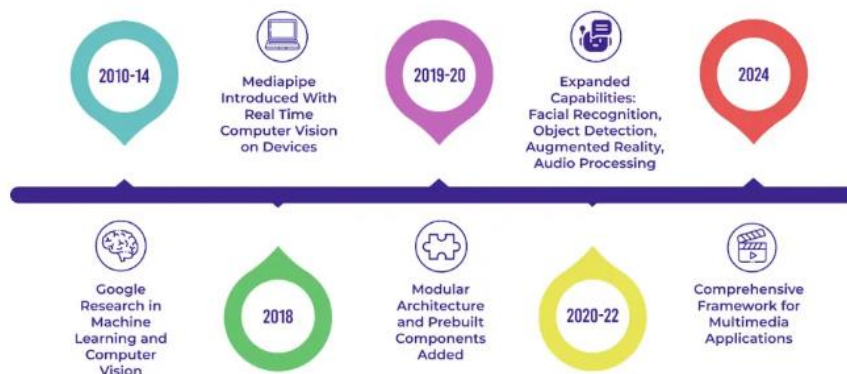 2010-14
Mediapipe
Introduced With
Real Time
Computer Vision
on Devices
2019-20
Expanded
Capabilities:
Facial Recognition,
Object Detection,
Augmented Reality,
Audio Processing
2024
Google
Research in
Machine
Learning and
Computer
Vision
2018
Modular
Architecture
and Prebuilt
Components
Added
2020-22
Comprehensive
Framework for
Multimedia
Applications